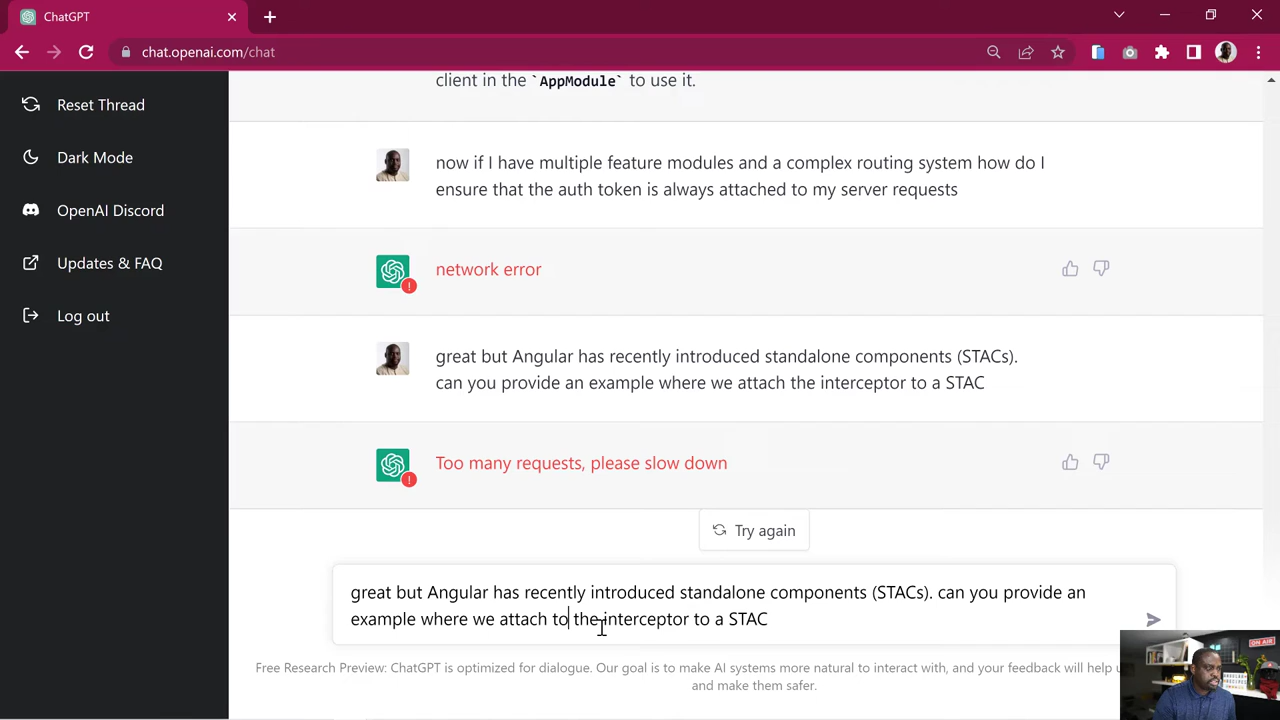 ChatGPT
chat.openai.com/chat
Reset Thread
Dark Mode
OpenAI Discord
Updates & FAQ
Log out
client in the `AppModule` to use it.
now if I have multiple feature modules and a complex routing system how do I
ensure that the auth token is always attached to my server requests
network error
great but Angular has recently introduced standalone components (STACs).
can you provide an example where we attach the interceptor to a STAC
Too many requests, please slow down
Try again
great but Angular has recently introduced standalone components (STACs). can you provide an
example where we attach to the interceptor to a STAC
Free Research Preview: ChatGPT is optimized for dialogue. Our goal is to make AI systems more natural to interact with, and your feedback will help u
and make them safer.
ON AIR